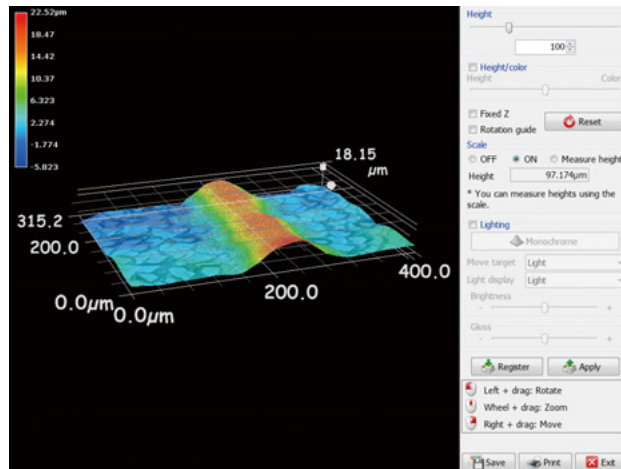 22.52μm
18.47
14.42
10.37
6.323
2.274
-1.774
-5.823
18.15
μm
315.2
200.0
0.0μm
0.0μm
200.0
400.0
Height
100
Height/color
Height Color
Fixed Z
Rotation guide
Reset
Scale
OFF ON Measure height
Height 97.174μm
* You can measure heights using the
scale.
Lighting
Monochrome
Move target Light
Light display Light
Brightness
- +
Gloss
- +
Register Apply
Left + drag: Rotate
Wheel + drag: Zoom
Right + drag: Move
Save Print Exit